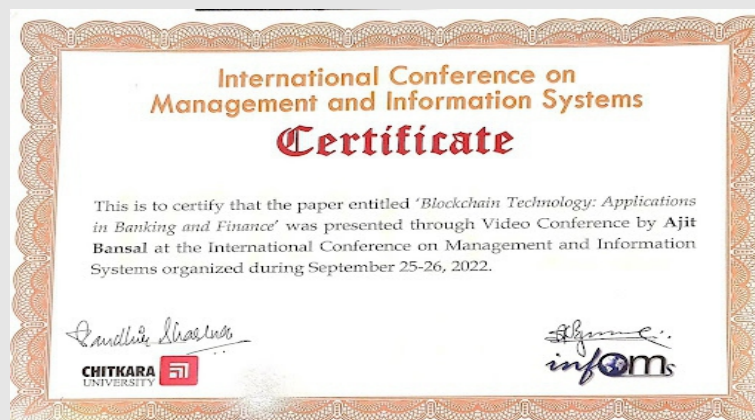 International Conference on
Management and Information Systems
Certificate
This is to certify that the paper entitled 'Blockchain Technology: Applications
in Banking and Finance' was presented through Video Conference by Ajit
Bansal at the International Conference on Management and Information
Systems organized during September 25-26, 2022.
CHITKARA
UNIVERSITY
infoms